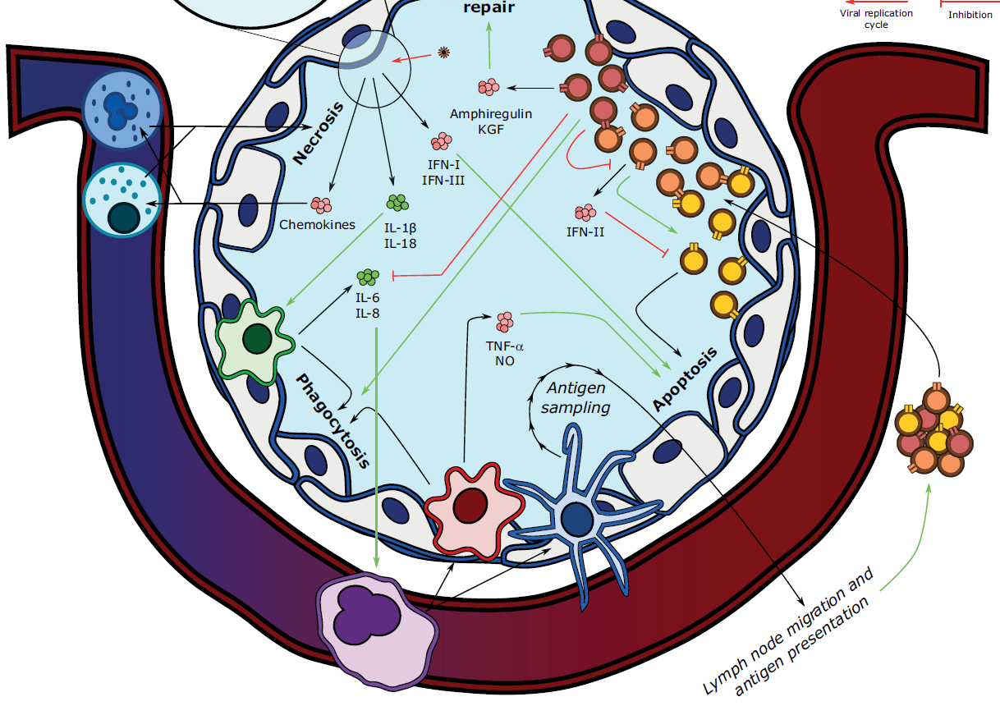 repair
Viral replication
cycle
Inhibition
Amphiregulin
KGF
Necrosis
IFN-I
IFN-III
Chemokines
IL-1β
IL-18
IFN-II
IL-6
IL-8
TNF-α
NO
Antigen
sampling
Apoptosis
Phagocytosis
Lymph node migration and
antigen presentation